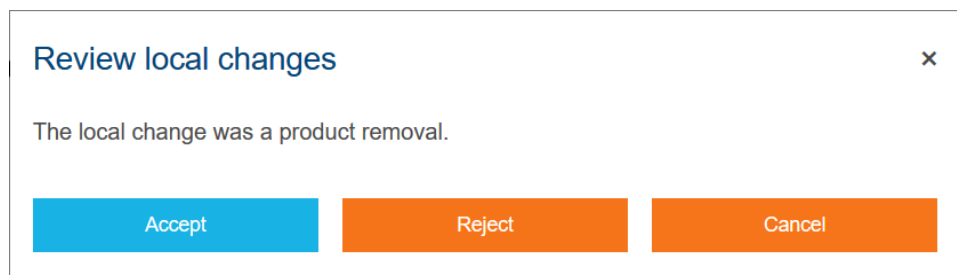 Review local changes
×
The local change was a product removal.
Accept
Reject
Cancel